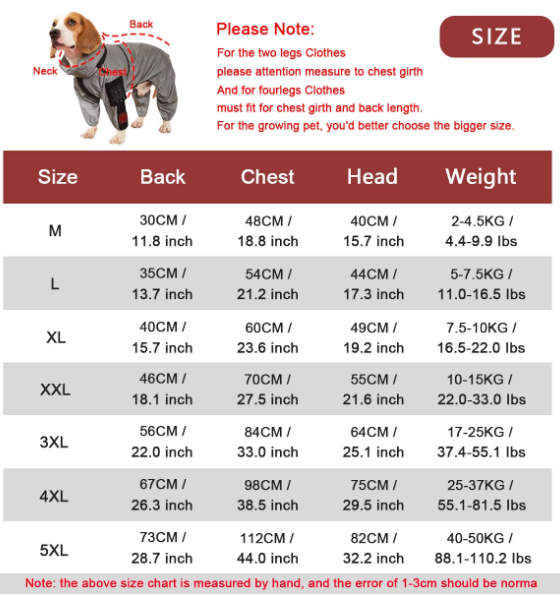 Back
Neck
Chest
Please Note:
For the two legs Clothes
please attention measure to chest girth
And for fourlegs Clothes
must fit for chest girth and back length.
For the growing pet, you'd better choose the bigger size.
SIZE
Size Back Chest Head Weight
M 30CM / 48CM / 40CM / 2-4.5KG /
11.8 inch 18.8 inch 15.7 inch 4.4-9.9 lbs
L 35CM / 54CM / 44CM / 5-7.5KG /
13.7 inch 21.2 inch 17.3 inch 11.0-16.5 lbs
XL 40CM / 60CM / 49CM / 7.5-10KG /
15.7 inch 23.6 inch 19.2 inch 16.5-22.0 lbs
XXL 46CM / 70CM / 55CM / 10-15KG /
18.1 inch 27.5 inch 21.6 inch 22.0-33.0 lbs
3XL 56CM / 84CM / 64CM / 17-25KG /
22.0 inch 33.0 inch 25.1 inch 37.4-55.1 lbs
4XL 67CM / 98CM / 75CM / 25-37KG /
26.3 inch 38.5 inch 29.5 inch 55.1-81.5 lbs
5XL 73CM / 112CM / 82CM / 40-50KG /
28.7 inch 44.0 inch 32.2 inch 88.1-110.2 lbs
Note: the above size chart is measured by hand, and the error of 1-3cm should be norma